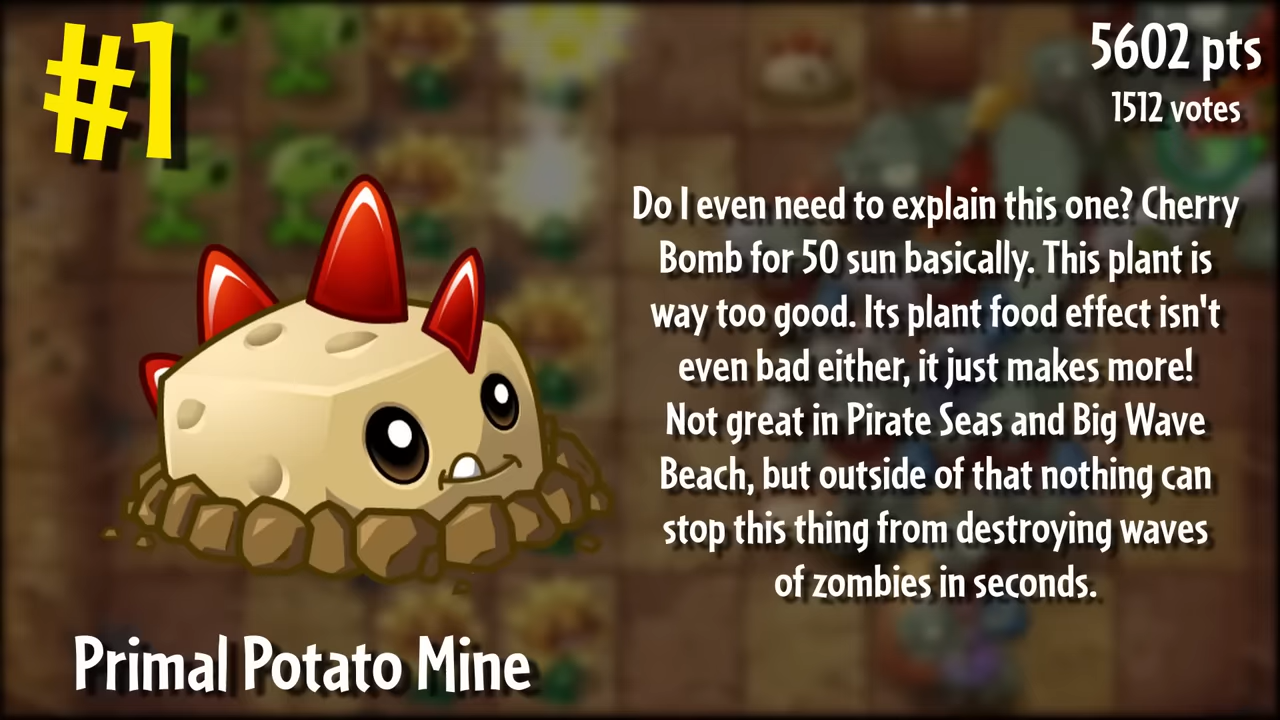 #1
5602 pts
1512 votes
Do I even need to explain this one? Cherry
Bomb for 50 sun basically. This plant is
way too good. Its plant food effect isn't
even bad either, it just makes more!
Not great in Pirate Seas and Big Wave
Beach, but outside of that nothing can
stop this thing from destroying waves
of zombies in seconds.
Primal Potato Mine